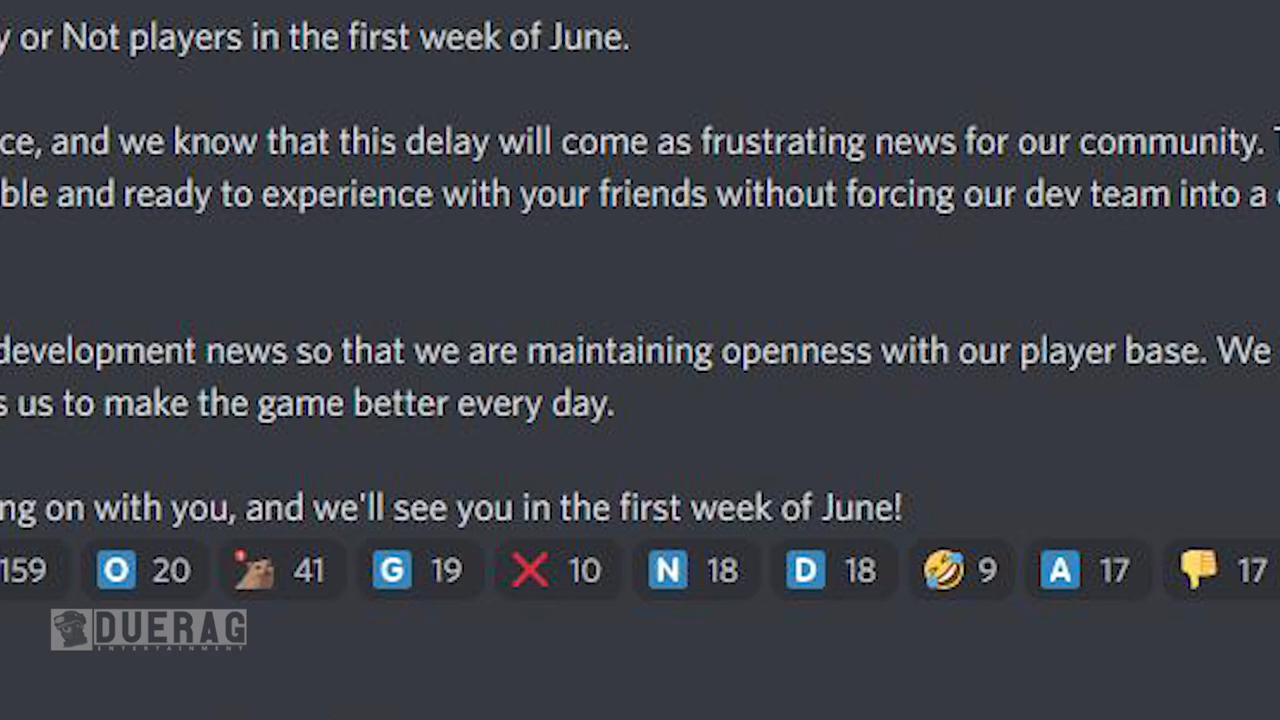 y or Not players in the first week of June.
ce, and we know that this delay will come as frustrating news for our community. T
ble and ready to experience with your friends without forcing our dev team into a
development news so that we are maintaining openness with our player base. We
s us to make the game better every day.
ng on with you, and we'll see you in the first week of June!
159 O 20 41 G 19 10 N 18 D 18 9 A 17 17
DUERAG
ENTERTAINMENT